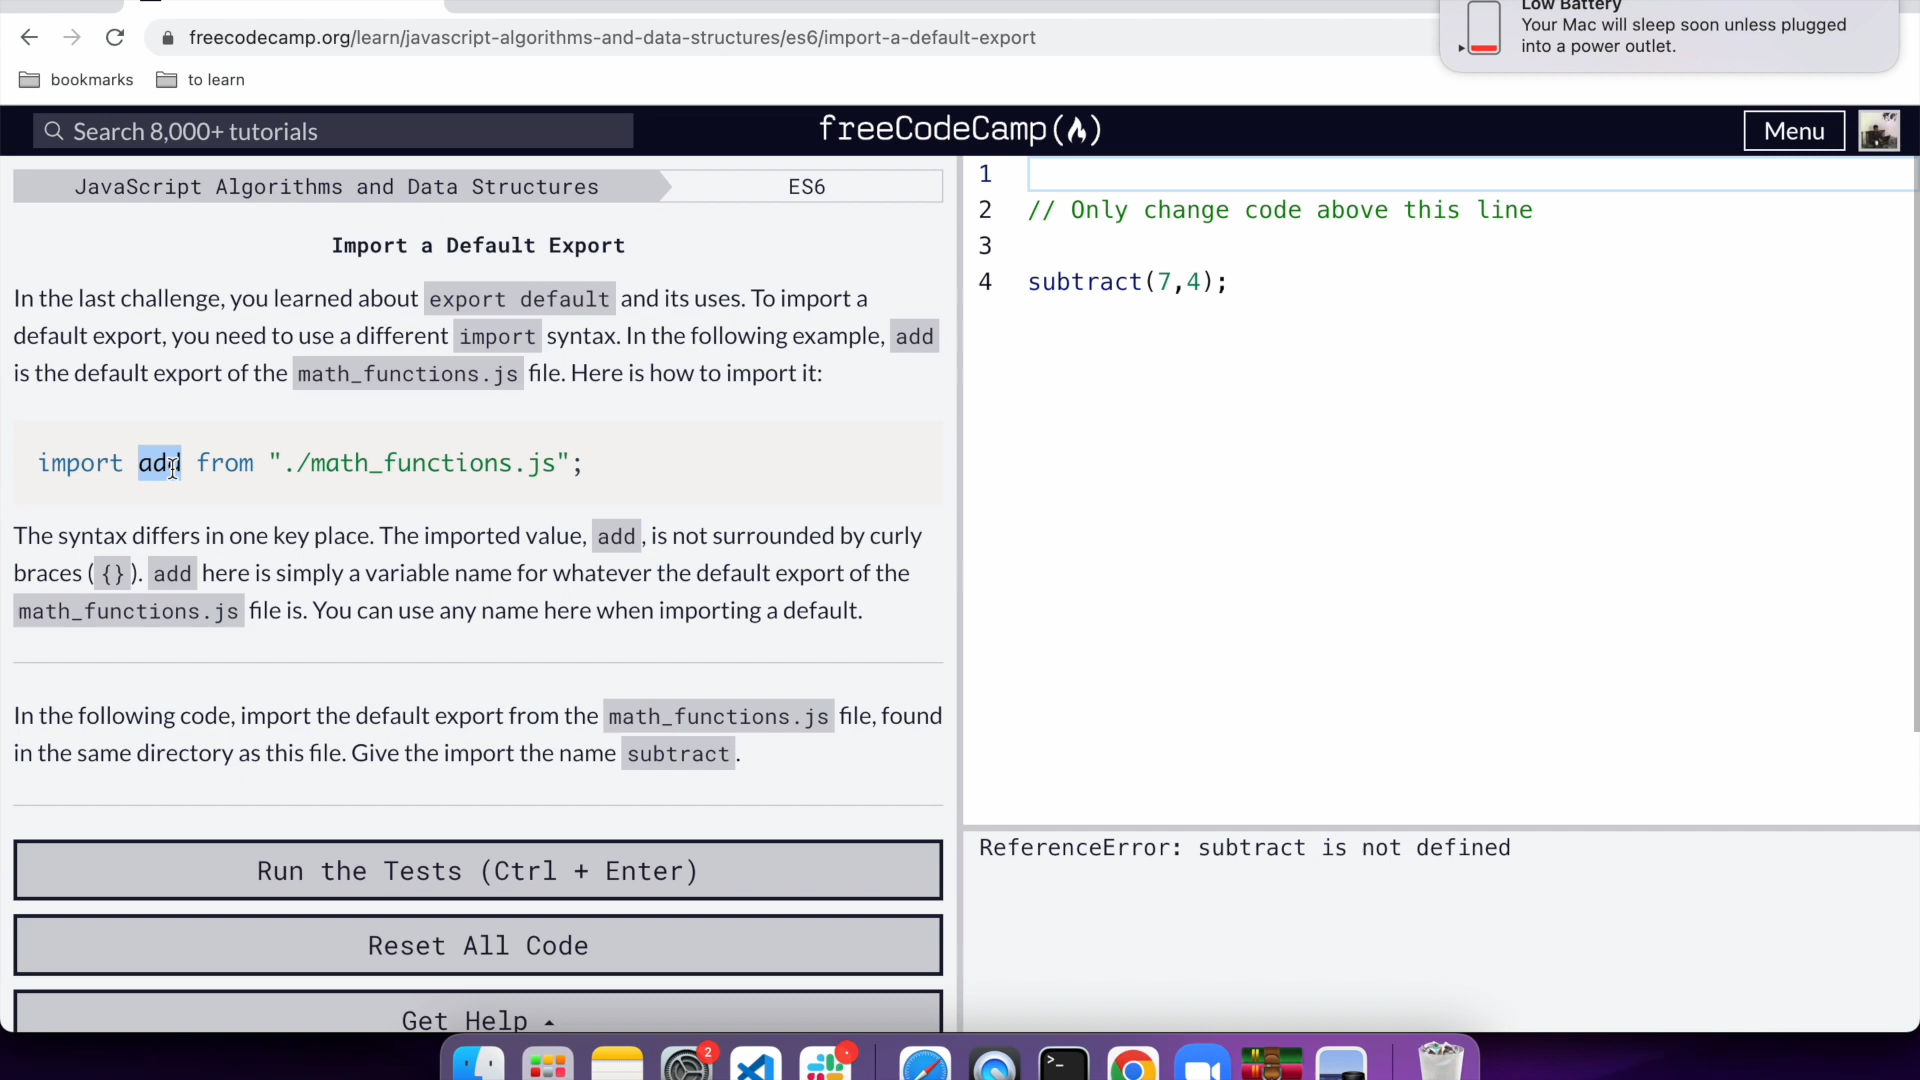 freecodecamp.org/learn/javascript-algorithms-and-data-structures/es6/import-a-default-export
Low Battery
Your Mac will sleep soon unless plugged
into a power outlet.
bookmarks
to learn
Search 8,000+ tutorials
freeCodeCamp
Menu
JavaScript Algorithms and Data Structures
ES6
Import a Default Export
In the last challenge, you learned about export default and its uses. To import a
default export, you need to use a different import syntax. In the following example, add
is the default export of the math_functions.js file. Here is how to import it:
import add from "./math_functions.js";
The syntax differs in one key place. The imported value, add, is not surrounded by curly
braces ( {} ). add here is simply a variable name for whatever the default export of the
math_functions.js file is. You can use any name here when importing a default.
In the following code, import the default export from the math_functions.js file, found
in the same directory as this file. Give the import the name subtract.
Run the Tests (Ctrl + Enter)
Reset All Code
Get Help
1
2 // Only change code above this line
3
4 subtract(7,4);
ReferenceError: subtract is not defined
2
>_